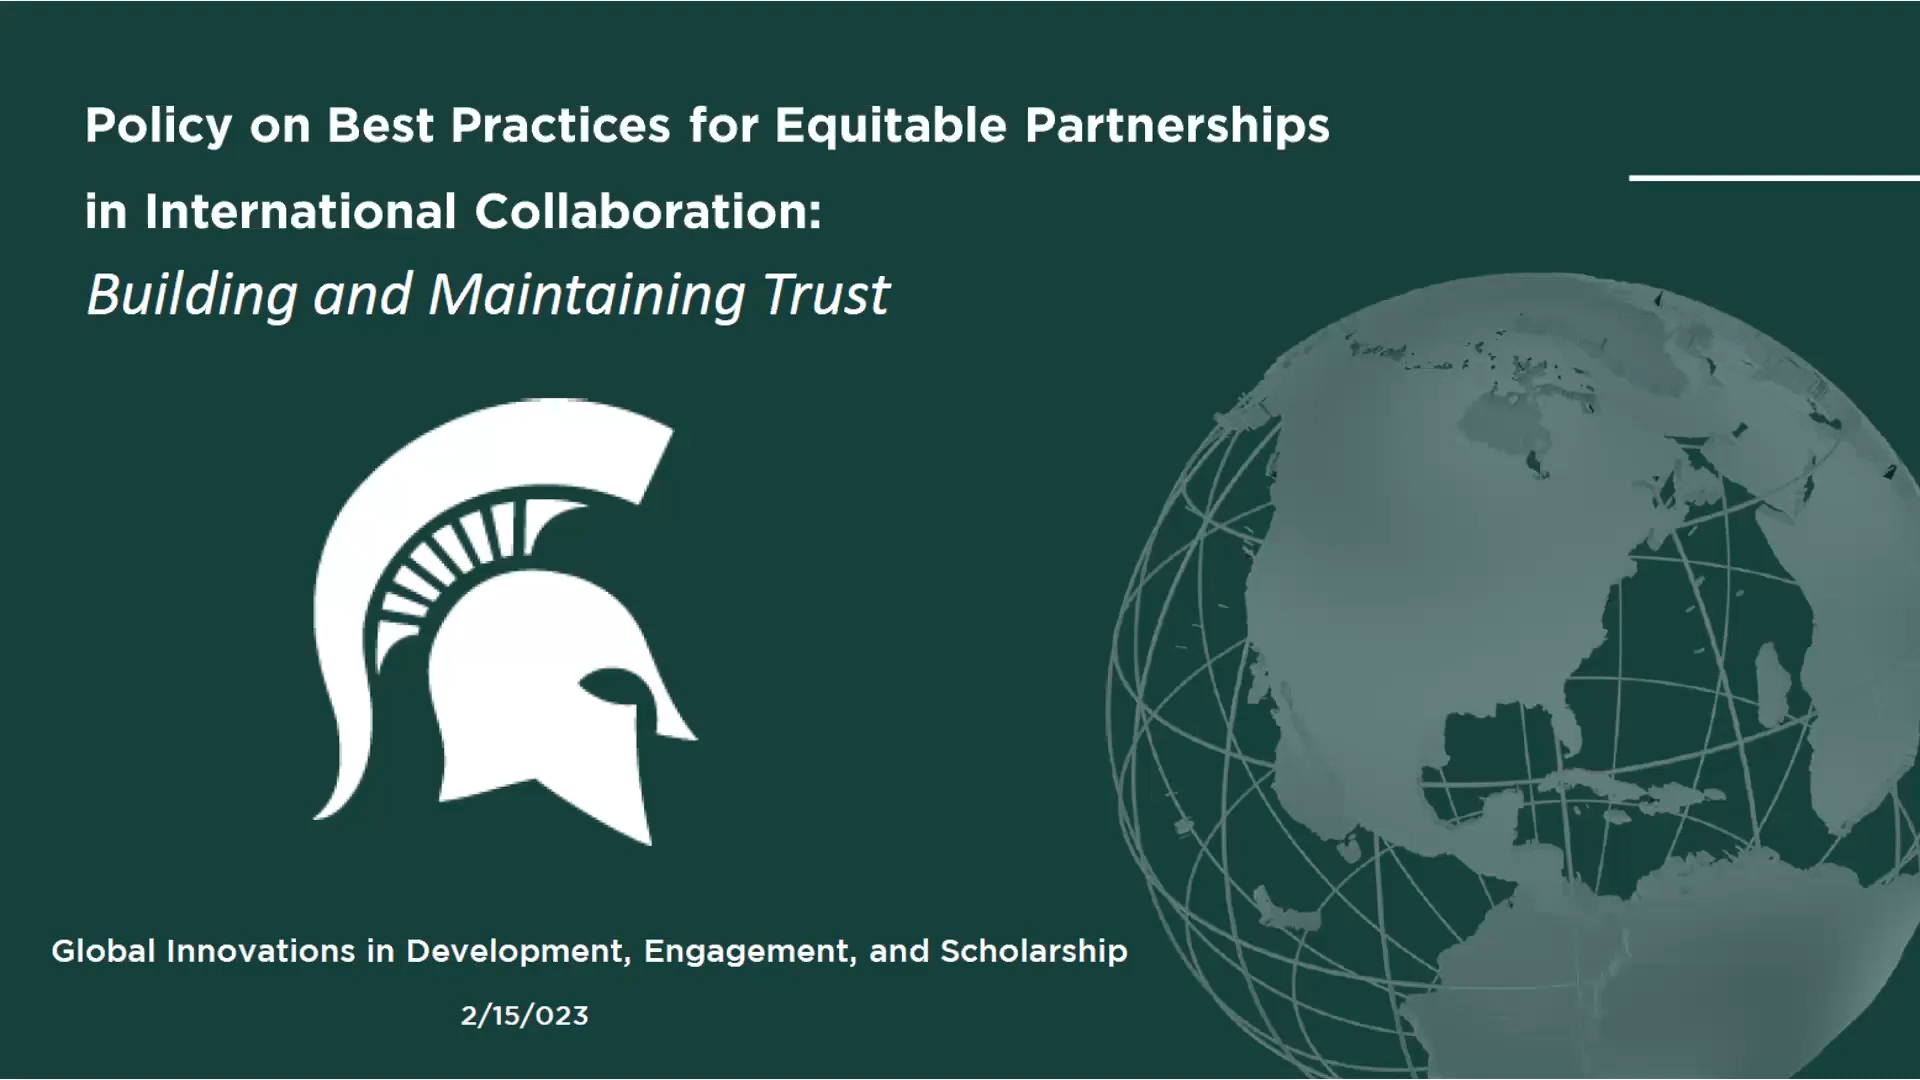 Policy on Best Practices for Equitable Partnerships
in International Collaboration:
Building and Maintaining Trust
Global Innovations in Development, Engagement, and Scholarship
2/15/023